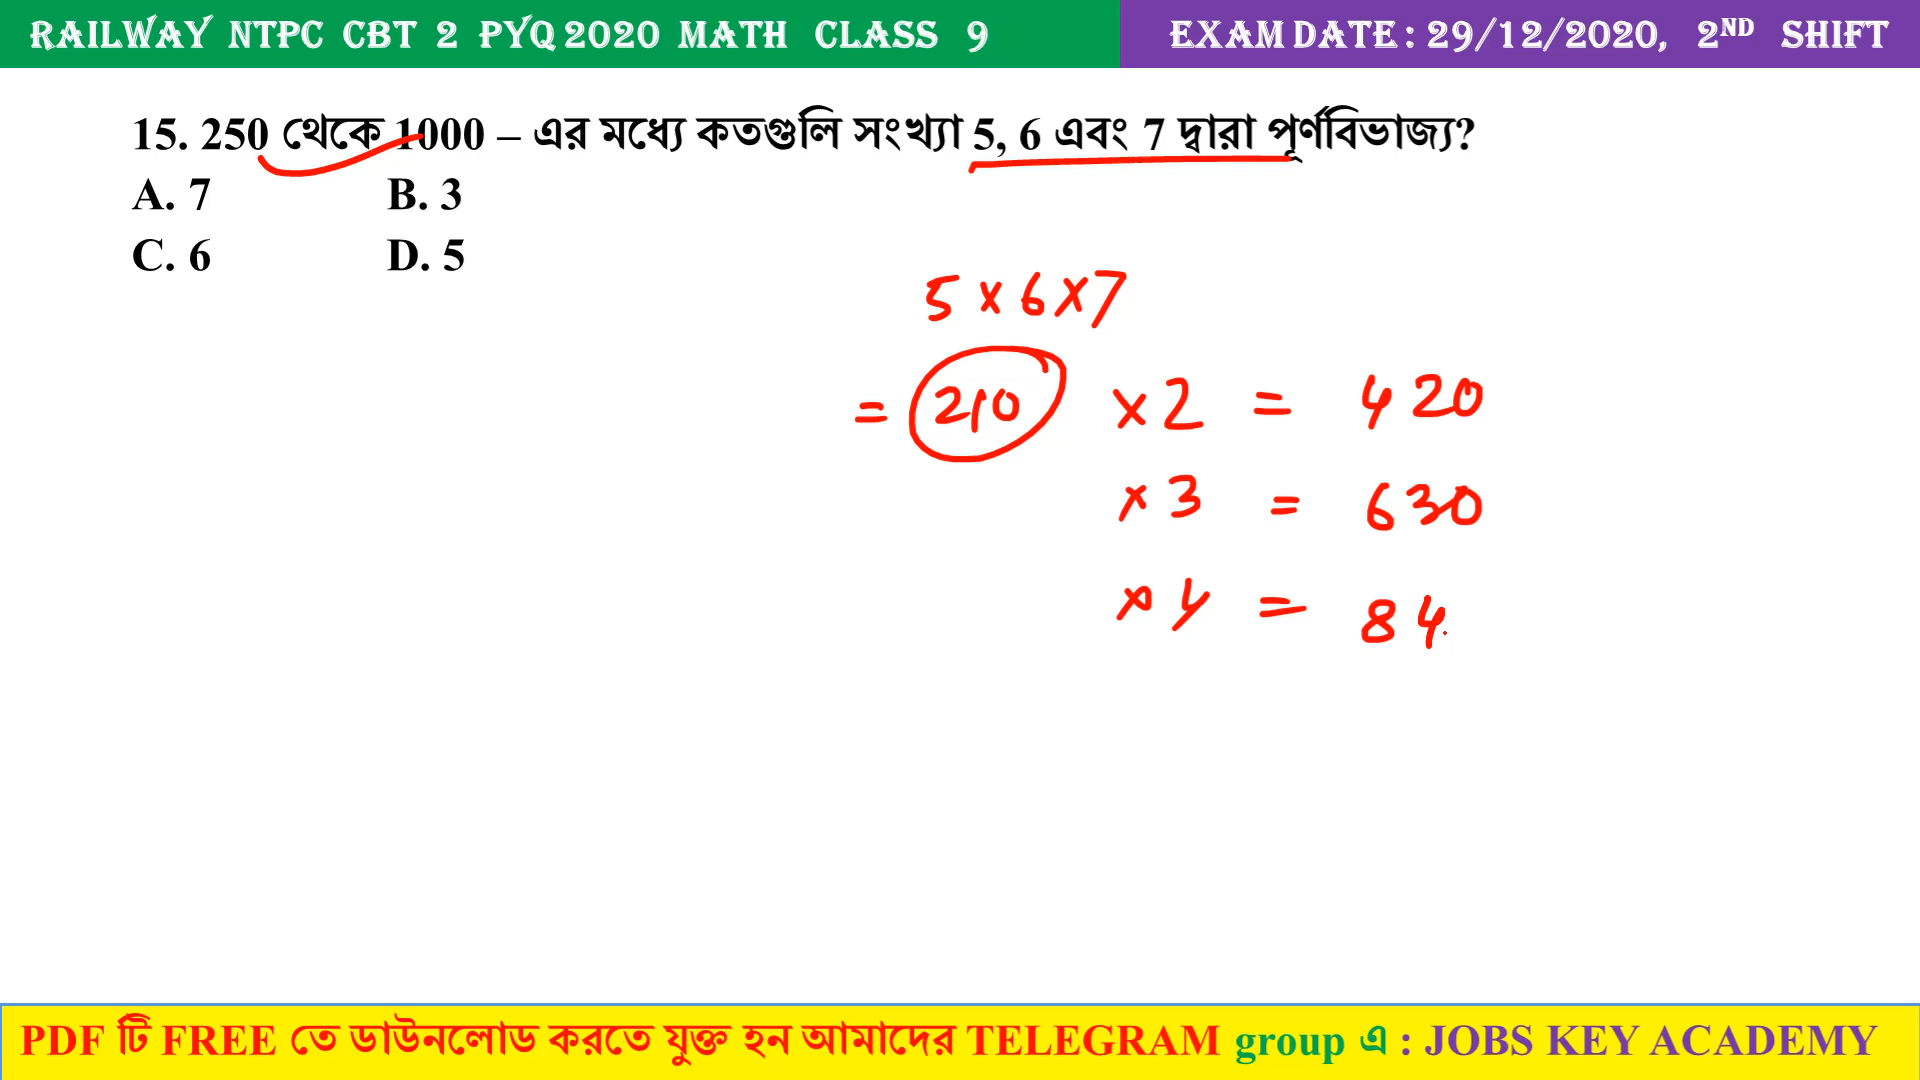 RAILWAY NTPC CBT 2 PYQ 2020 MATH CLASS 9
EXAM DATE : 29/12/2020, 2ND SHIFT
15. 250 থেকে 1000 – এর মধ্যে কতগুলি সংখ্যা 5, 6 এবং 7 দ্বারা পূর্ণবিভাজ্য?
A. 7 B. 3
C. 6 D. 5
5 × 6 × 7
= 210 × 2 = 420
× 3 = 630
× 4 = 84
PDF টি FREE তে ডাউনলোড করতে যুক্ত হন আমাদের TELEGRAM group এ : JOBS KEY ACADEMY